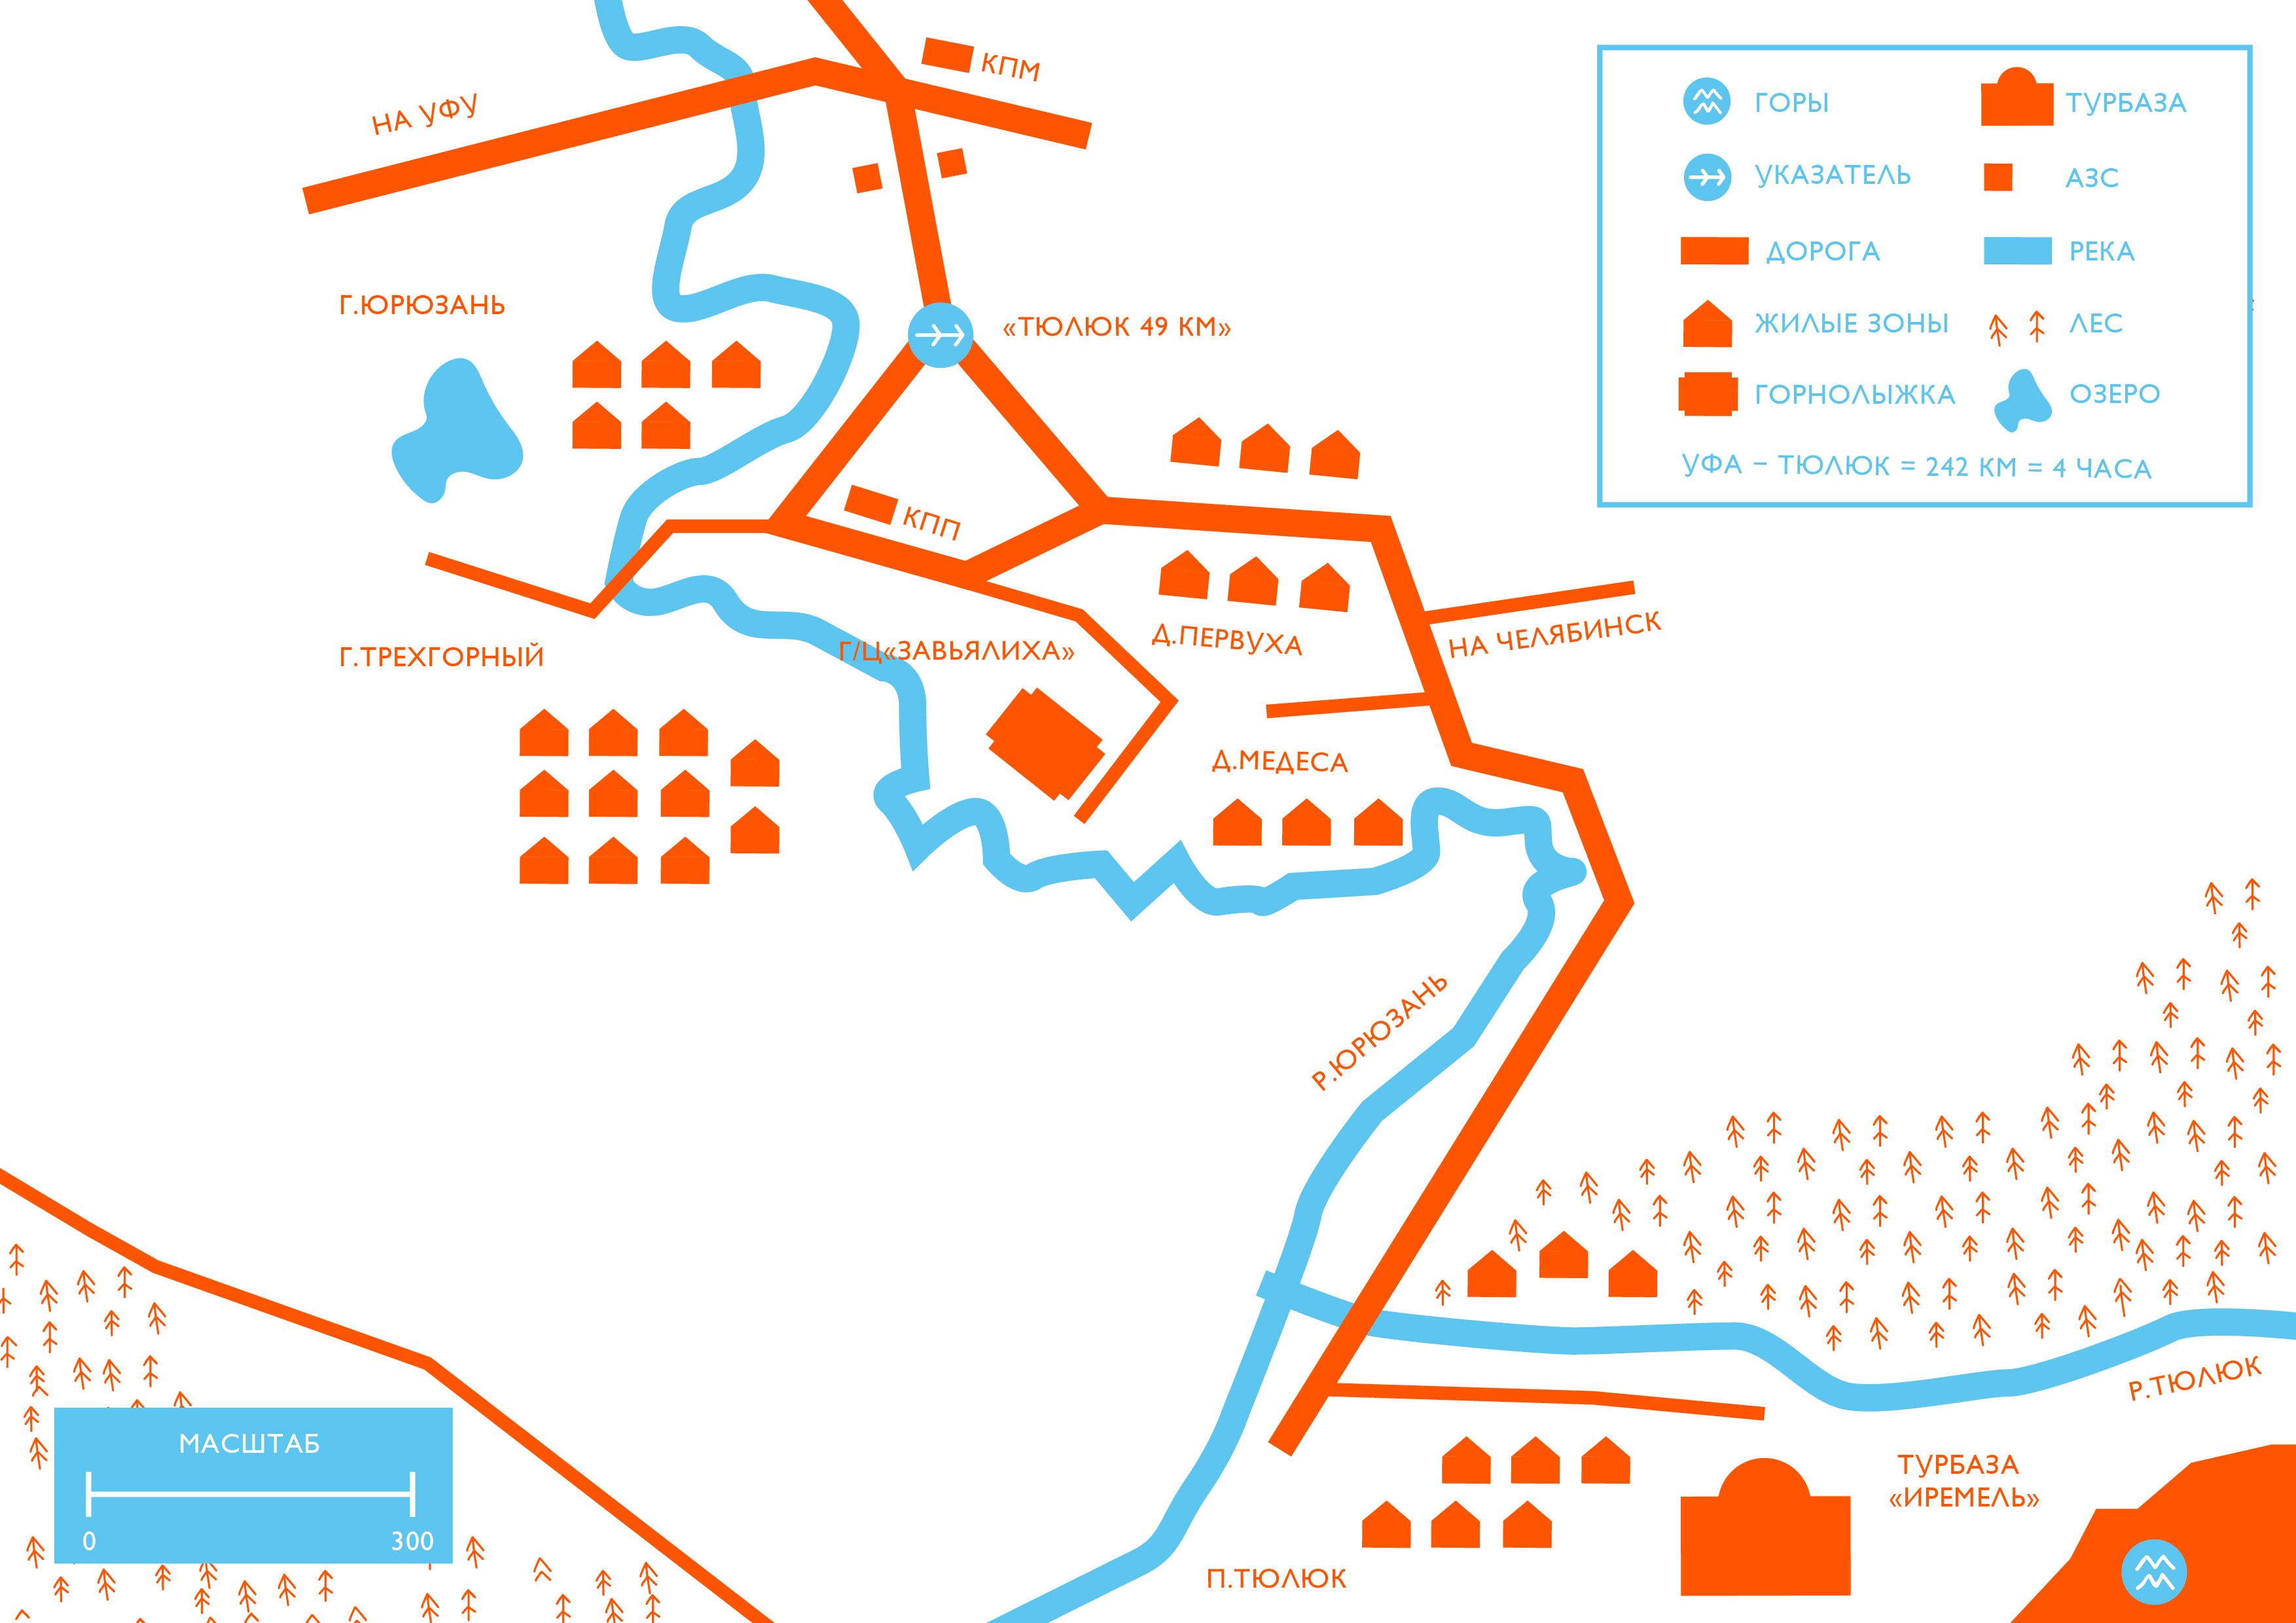 КПМ
НА УФУ
ГОРЫ
ТУРБАЗА
УКАЗАТЕЛЬ
АЗС
ДОРОГА
РЕКА
ЖИЛЫЕ ЗОНЫ
ЛЕС
ГОРНОЛЫЖКА
ОЗЕРО
УФА – ТЮЛЮК = 242 КМ = 4 ЧАСА
Г.ЮРЮЗАНЬ
«ТЮЛЮК 49 КМ»
КПП
Г.ТРЕХГОРНЫЙ
Г/Ц«ЗАВЬЯЛИХА»
Д.ПЕРВУХА
НА ЧЕЛЯБИНСК
Д.МЕДЕСА
Р.ЮРЮЗАНЬ
Р.ТЮЛЮК
МАСШТАБ
0 300
ТУРБАЗА
«ИРЕМЕЛЬ»
П.ТЮЛЮК